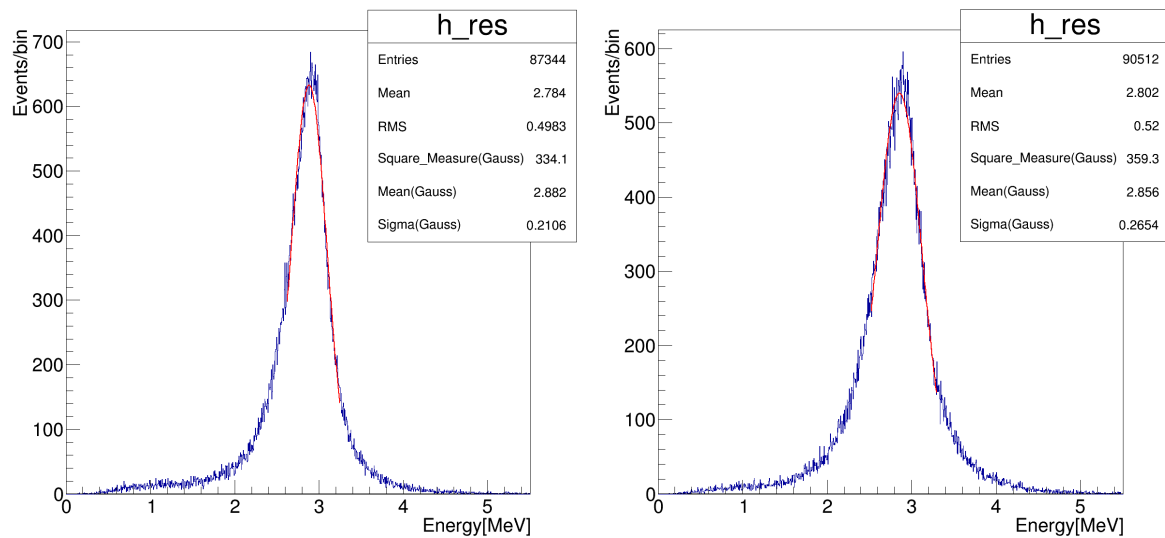 h_res
Entries 87344
Mean 2.784
RMS 0.4983
Square_Measure(Gauss) 334.1
Mean(Gauss) 2.882
Sigma(Gauss) 0.2106
Events/bin
700
600
500
400
300
200
100
0
0 1 2 3 4 5
Energy[MeV]
h_res
Entries 90512
Mean 2.802
RMS 0.52
Square_Measure(Gauss) 359.3
Mean(Gauss) 2.856
Sigma(Gauss) 0.2654
Events/bin
600
500
400
300
200
100
0
0 1 2 3 4 5
Energy[MeV]